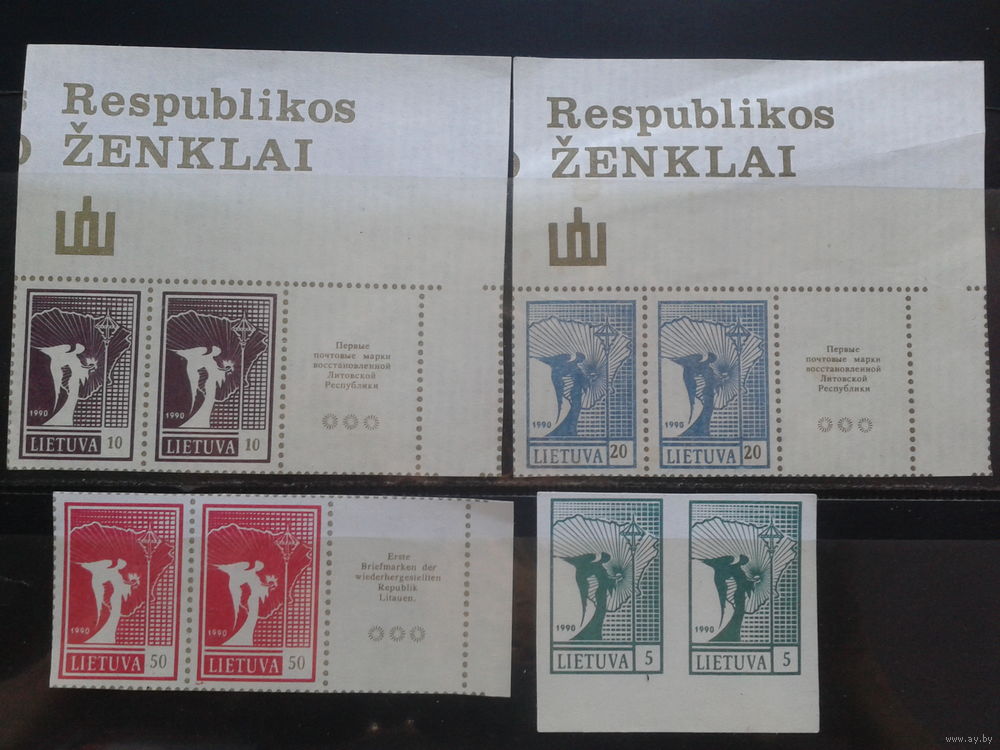 Respublikos
ŽENKLAI
Respublikos
ŽENKLAI
1990
LIETUVA 10
1990
LIETUVA 10
Первые
почтовые марки
восстановленной
Литовской
Республики
1990
LIETUVA 20
1990
LIETUVA 20
Первые
почтовые марки
восстановленной
Литовской
Республики
1990
LIETUVA 50
1990
LIETUVA 50
Erste
Briefmarken der
wiederhergestellten
Republik
Litauen.
1990
LIETUVA 5
1990
LIETUVA 5
www.ay.by